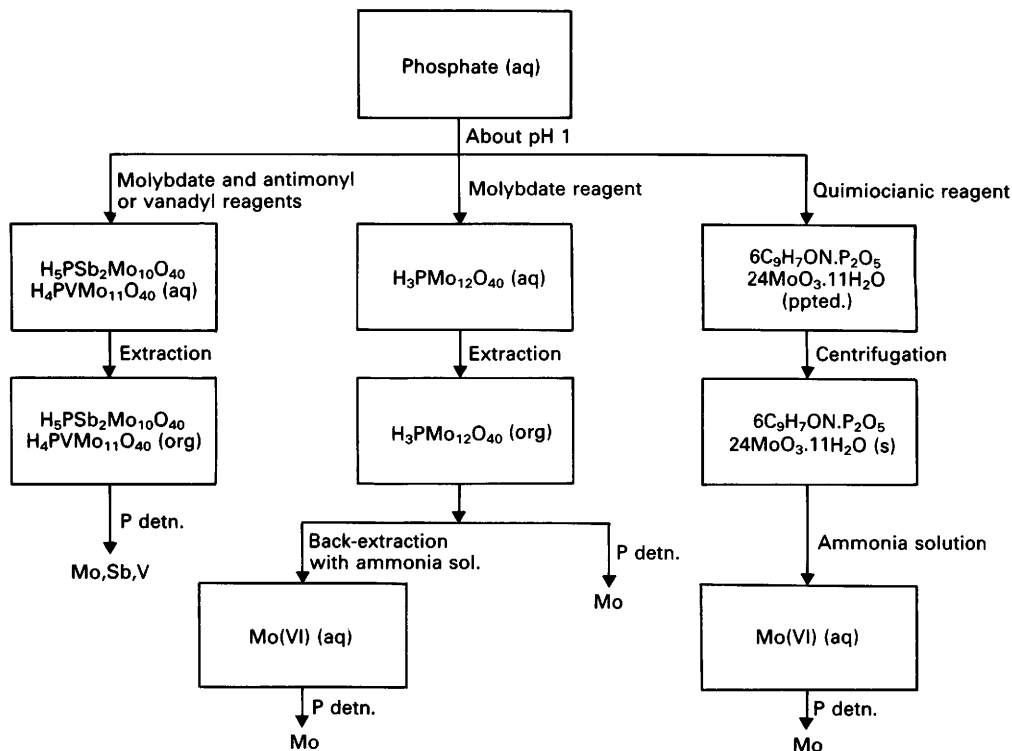 Phosphate (aq)
About pH 1
Molybdate and antimonyl
or vanadyl reagents
Molybdate reagent
Quimiocianic reagent
H₅PSb₂Mo₁₀O₄₀
H₄PVMo₁₁O₄₀ (aq)
H₃PMo₁₂O₄₀ (aq)
6C₉H₇ON.P₂O₅
24MoO₃.11H₂O
(ppted.)
Extraction
Extraction
Centrifugation
H₅PSb₂Mo₁₀O₄₀
H₄PVMo₁₁O₄₀ (org)
H₃PMo₁₂O₄₀ (org)
6C₉H₇ON.P₂O₅
24MoO₃.11H₂O (s)
P detn.
Mo,Sb,V
Back-extraction
with ammonia sol.
P detn.
Mo
Ammonia solution
Mo(VI) (aq)
Mo(VI) (aq)
P detn.
Mo
P detn.
Mo